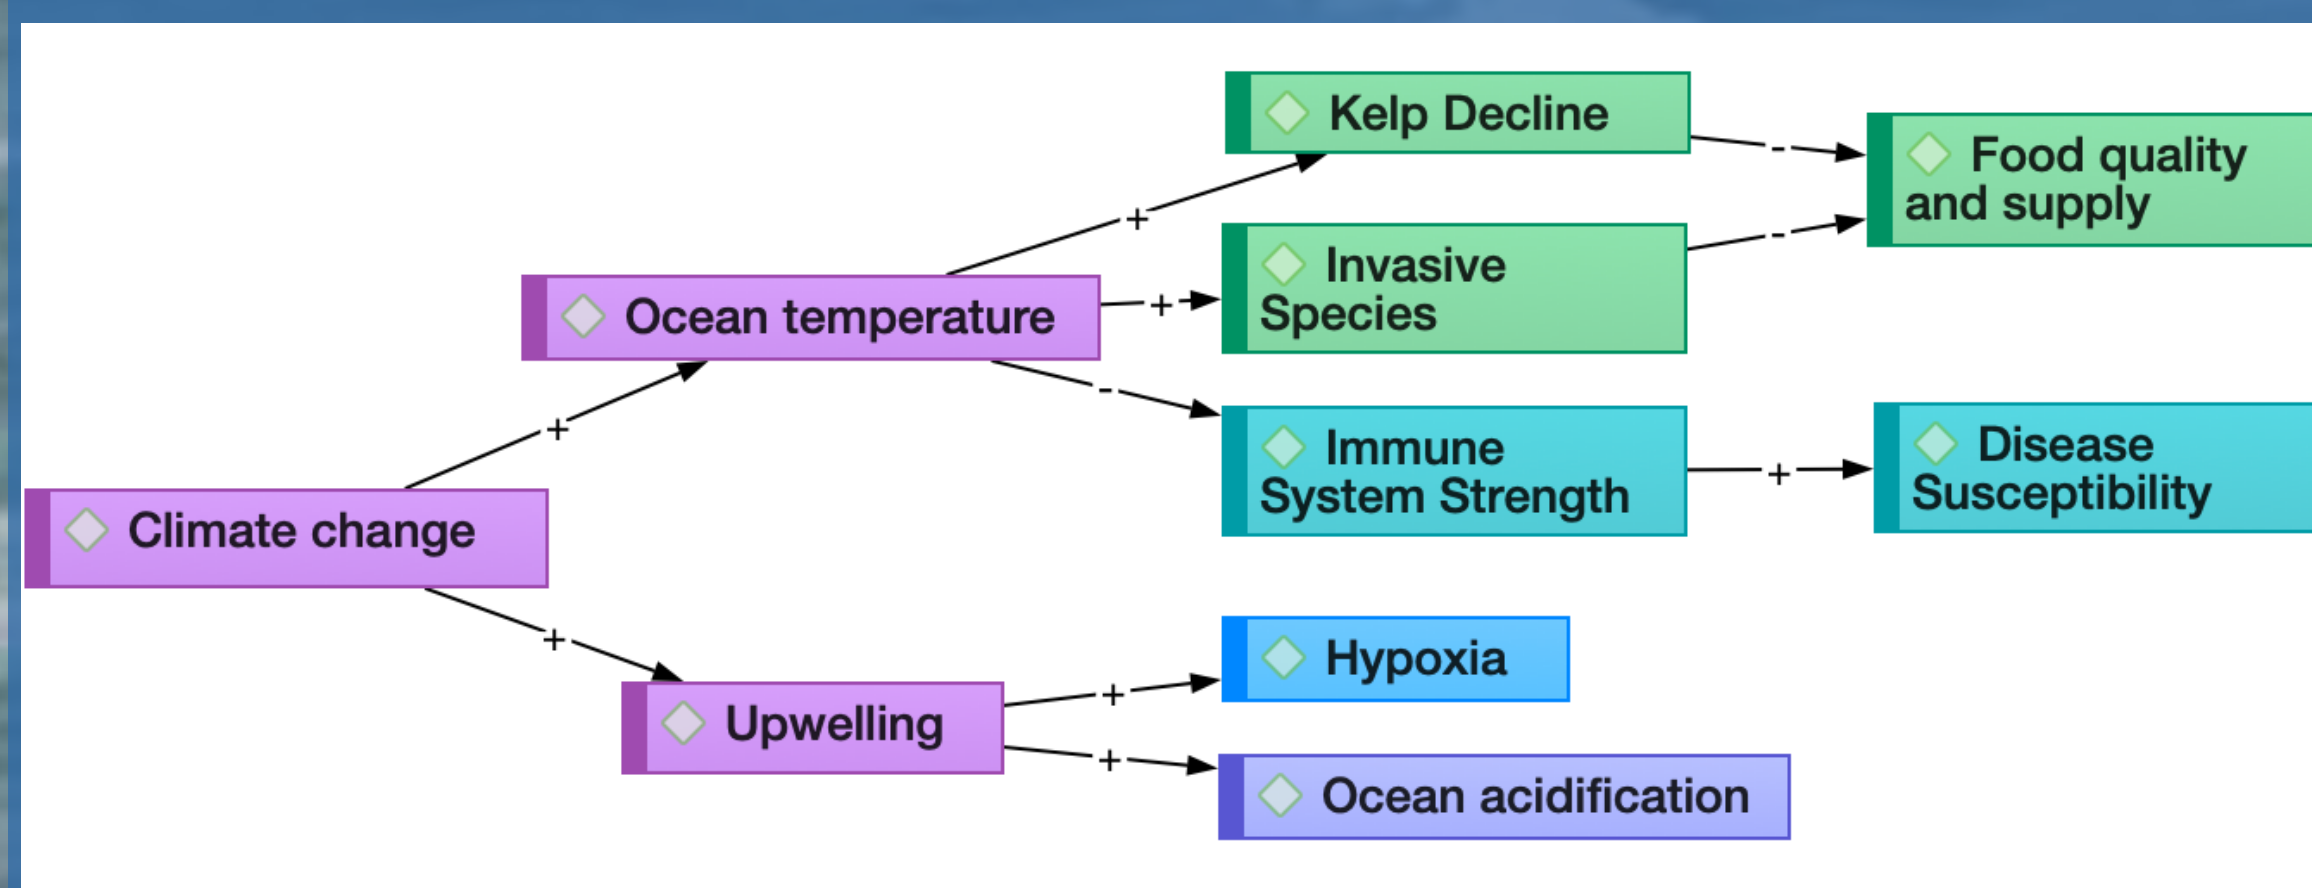 Kelp Decline
-
Food quality
and supply
+
Invasive
Species
-
Ocean temperature
+
-
Immune
System Strength
+
Disease
Susceptibility
+
Climate change
+
Upwelling
+
Hypoxia
+
Ocean acidification